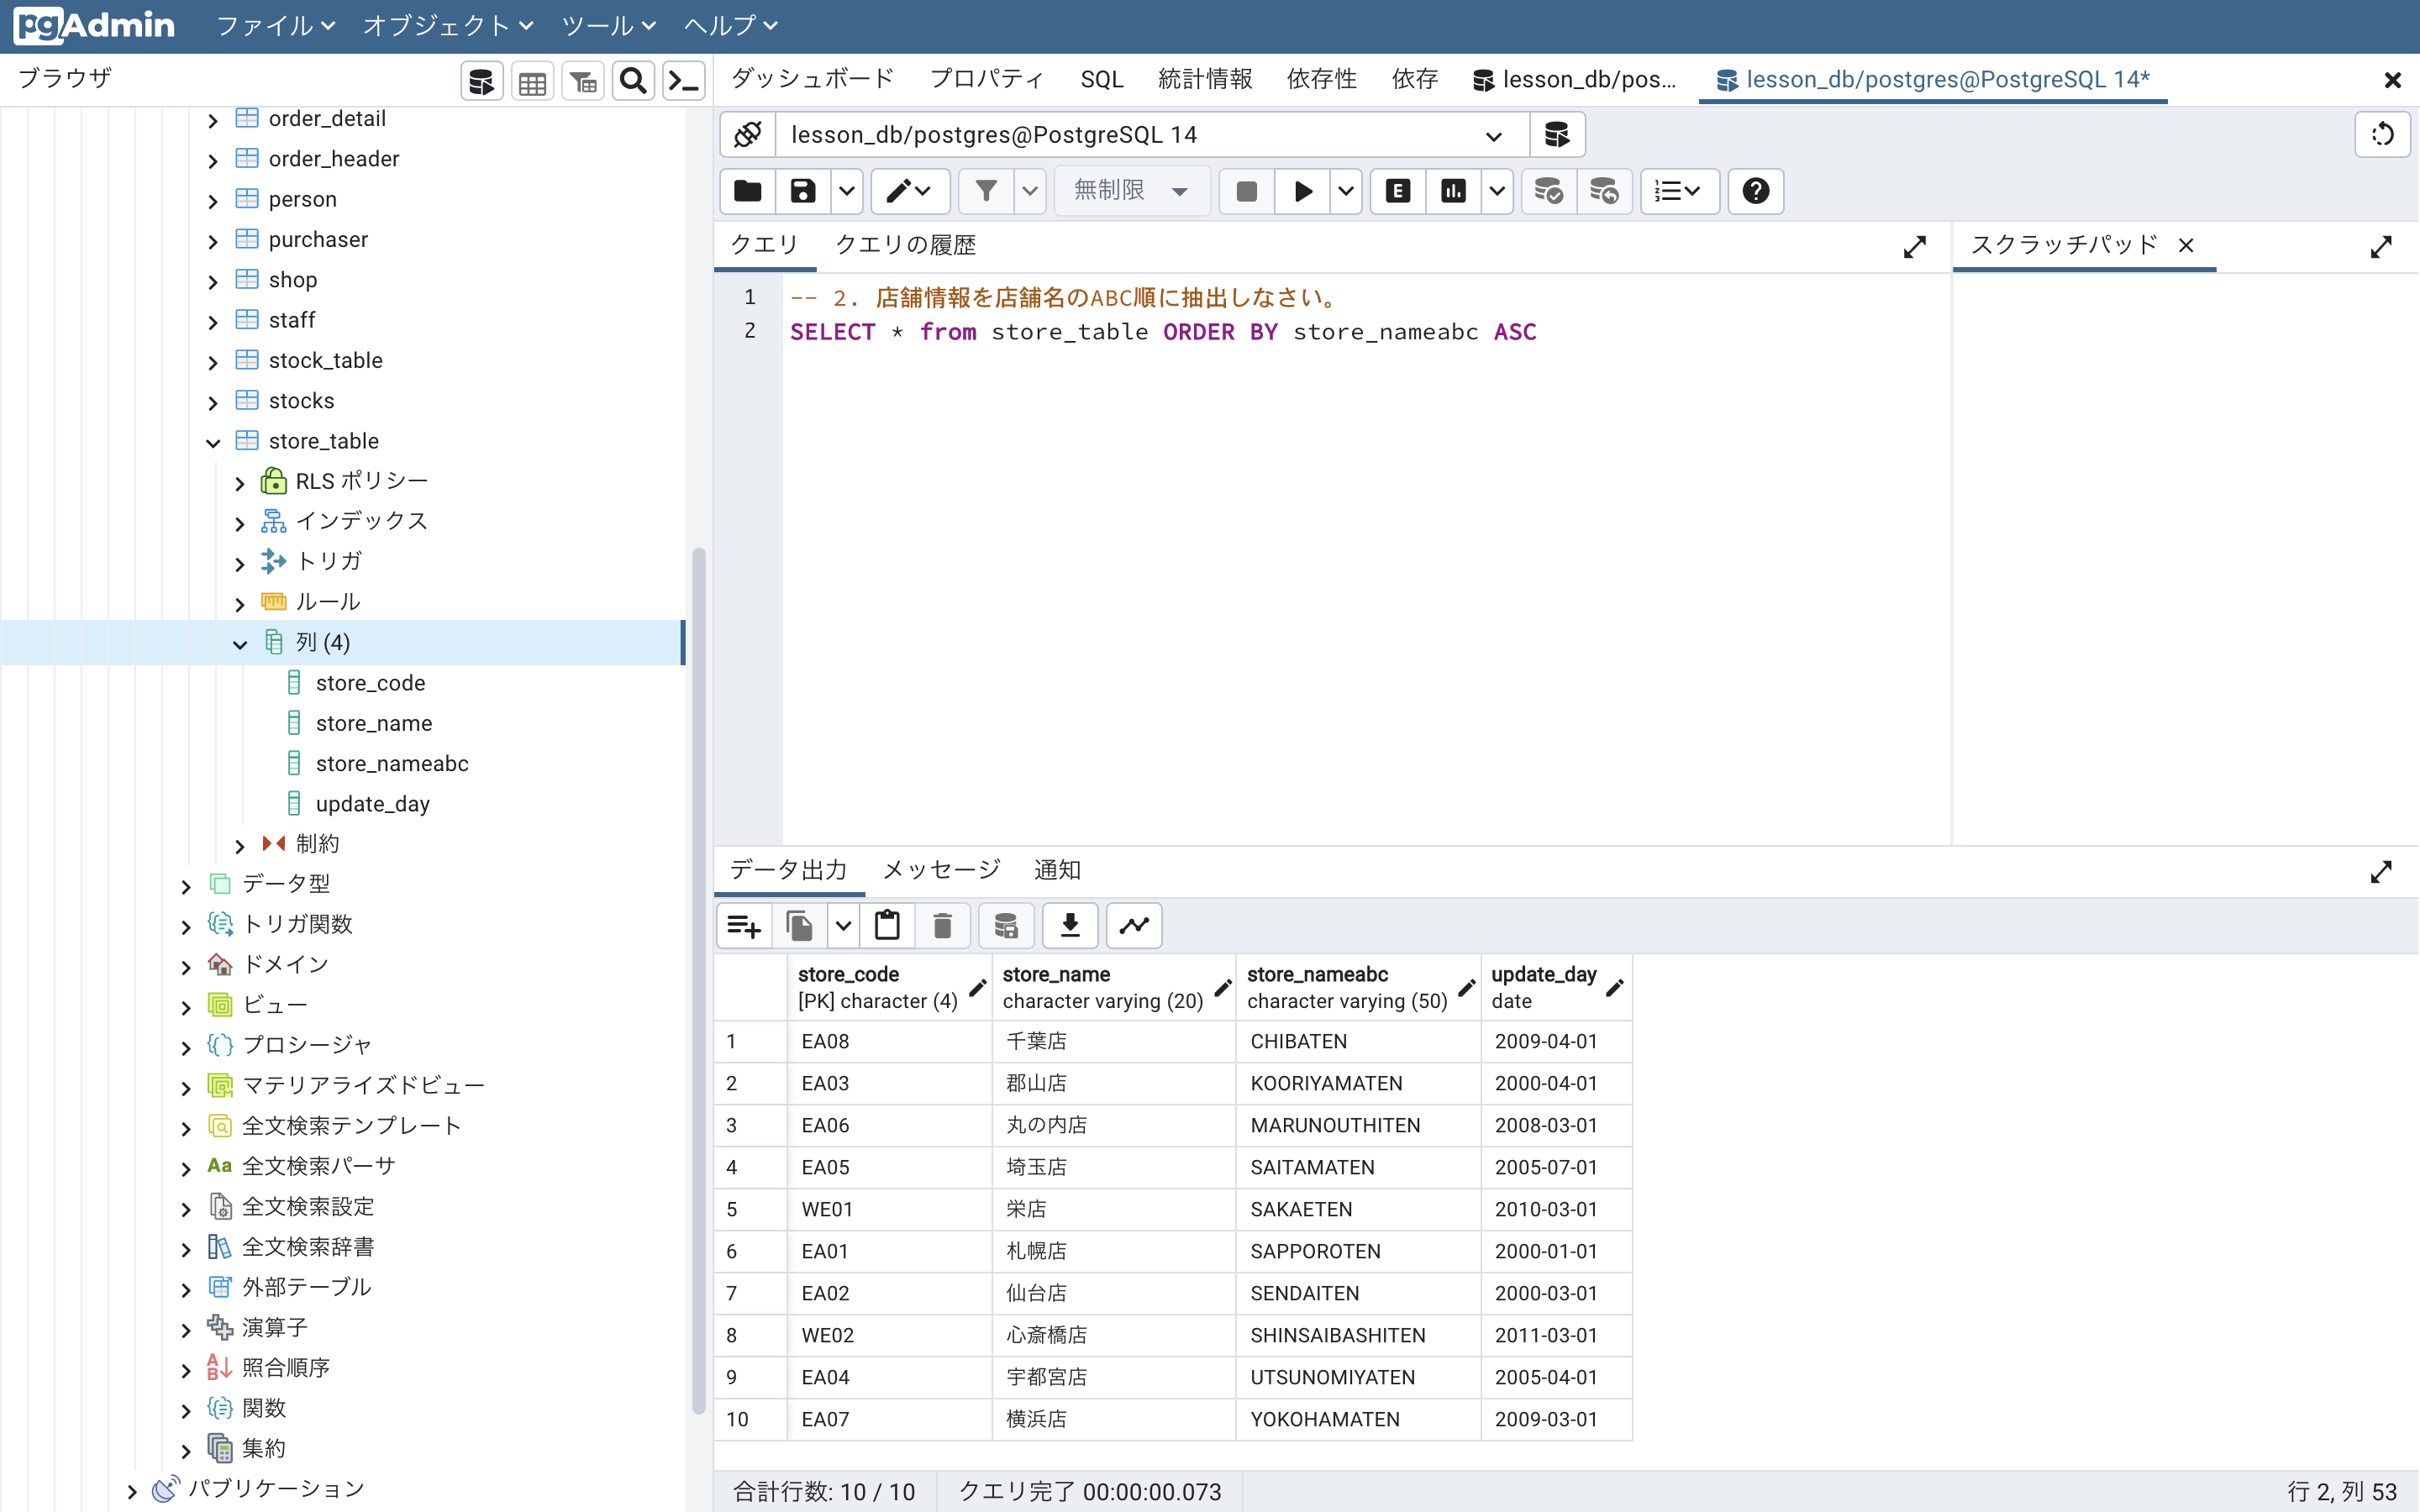 pgAdmin ファイル オブジェクト ツール ヘルプ
ブラウザ
order_detail
order_header
person
purchaser
shop
staff
stock_table
stocks
store_table
RLS ポリシー
インデックス
トリガ
ルール
列 (4)
store_code
store_name
store_nameabc
update_day
制約
データ型
トリガ関数
ドメイン
ビュー
プロシージャ
マテリアライズドビュー
全文検索テンプレート
Aa 全文検索パーサ
全文検索設定
全文検索辞書
外部テーブル
演算子
照合順序
関数
集約
パブリケーション
ダッシュボード プロパティ SQL 統計情報 依存性 依存 lesson_db/pos... lesson_db/postgres@PostgreSQL 14*
lesson_db/postgres@PostgreSQL 14
無制限 E
クエリ クエリの履歴 スクラッチパッド
1 -- 2. 店舗情報を店舗名のABC順に抽出しなさい。
2 SELECT * from store_table ORDER BY store_nameabc ASC
データ出力 メッセージ 通知
store_code store_name store_nameabc update_day
[PK] character (4) character varying (20) character varying (50) date
1 EA08 千葉店 CHIBATEN 2009-04-01
2 EA03 郡山店 KOORIYAMATEN 2000-04-01
3 EA06 丸の内店 MARUNOUTHITEN 2008-03-01
4 EA05 埼玉店 SAITAMATEN 2005-07-01
5 WE01 栄店 SAKAETEN 2010-03-01
6 EA01 札幌店 SAPPOROTEN 2000-01-01
7 EA02 仙台店 SENDAITEN 2000-03-01
8 WE02 心斎橋店 SHINSAIBASHITEN 2011-03-01
9 EA04 宇都宮店 UTSUNOMIYATEN 2005-04-01
10 EA07 横浜店 YOKOHAMATEN 2009-03-01
合計行数: 10 / 10 クエリ完了 00:00:00.073 行 2, 列 53